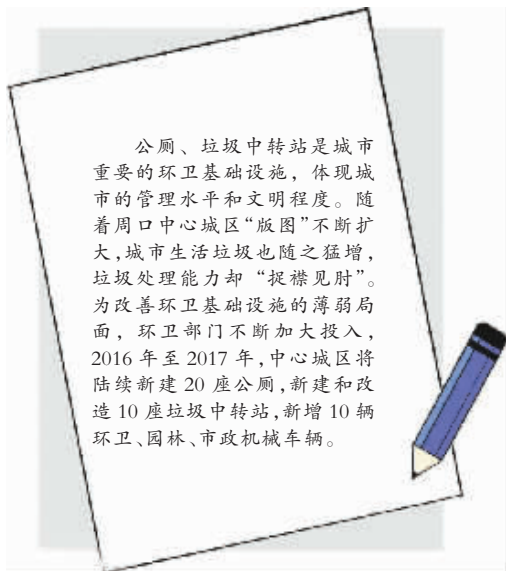 公厕、垃圾中转站是城市
重要的环卫基础设施，体现城
市的管理水平和文明程度。随
着周口中心城区“版图”不断扩
大,城市生活垃圾也随之猛增,
垃圾处理能力却“捉襟见肘”。
为改善环卫基础设施的薄弱局
面，环卫部门不断加大投入，
2016 年至 2017 年,中心城区将
陆续新建 20 座公厕,新建和改
造 10 座垃圾中转站,新增 10 辆
环卫、园林、市政机械车辆。